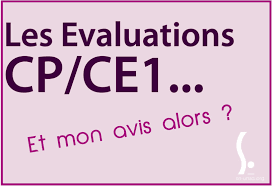 Les Evaluations
CP/CE1...
Et mon avis alors ?